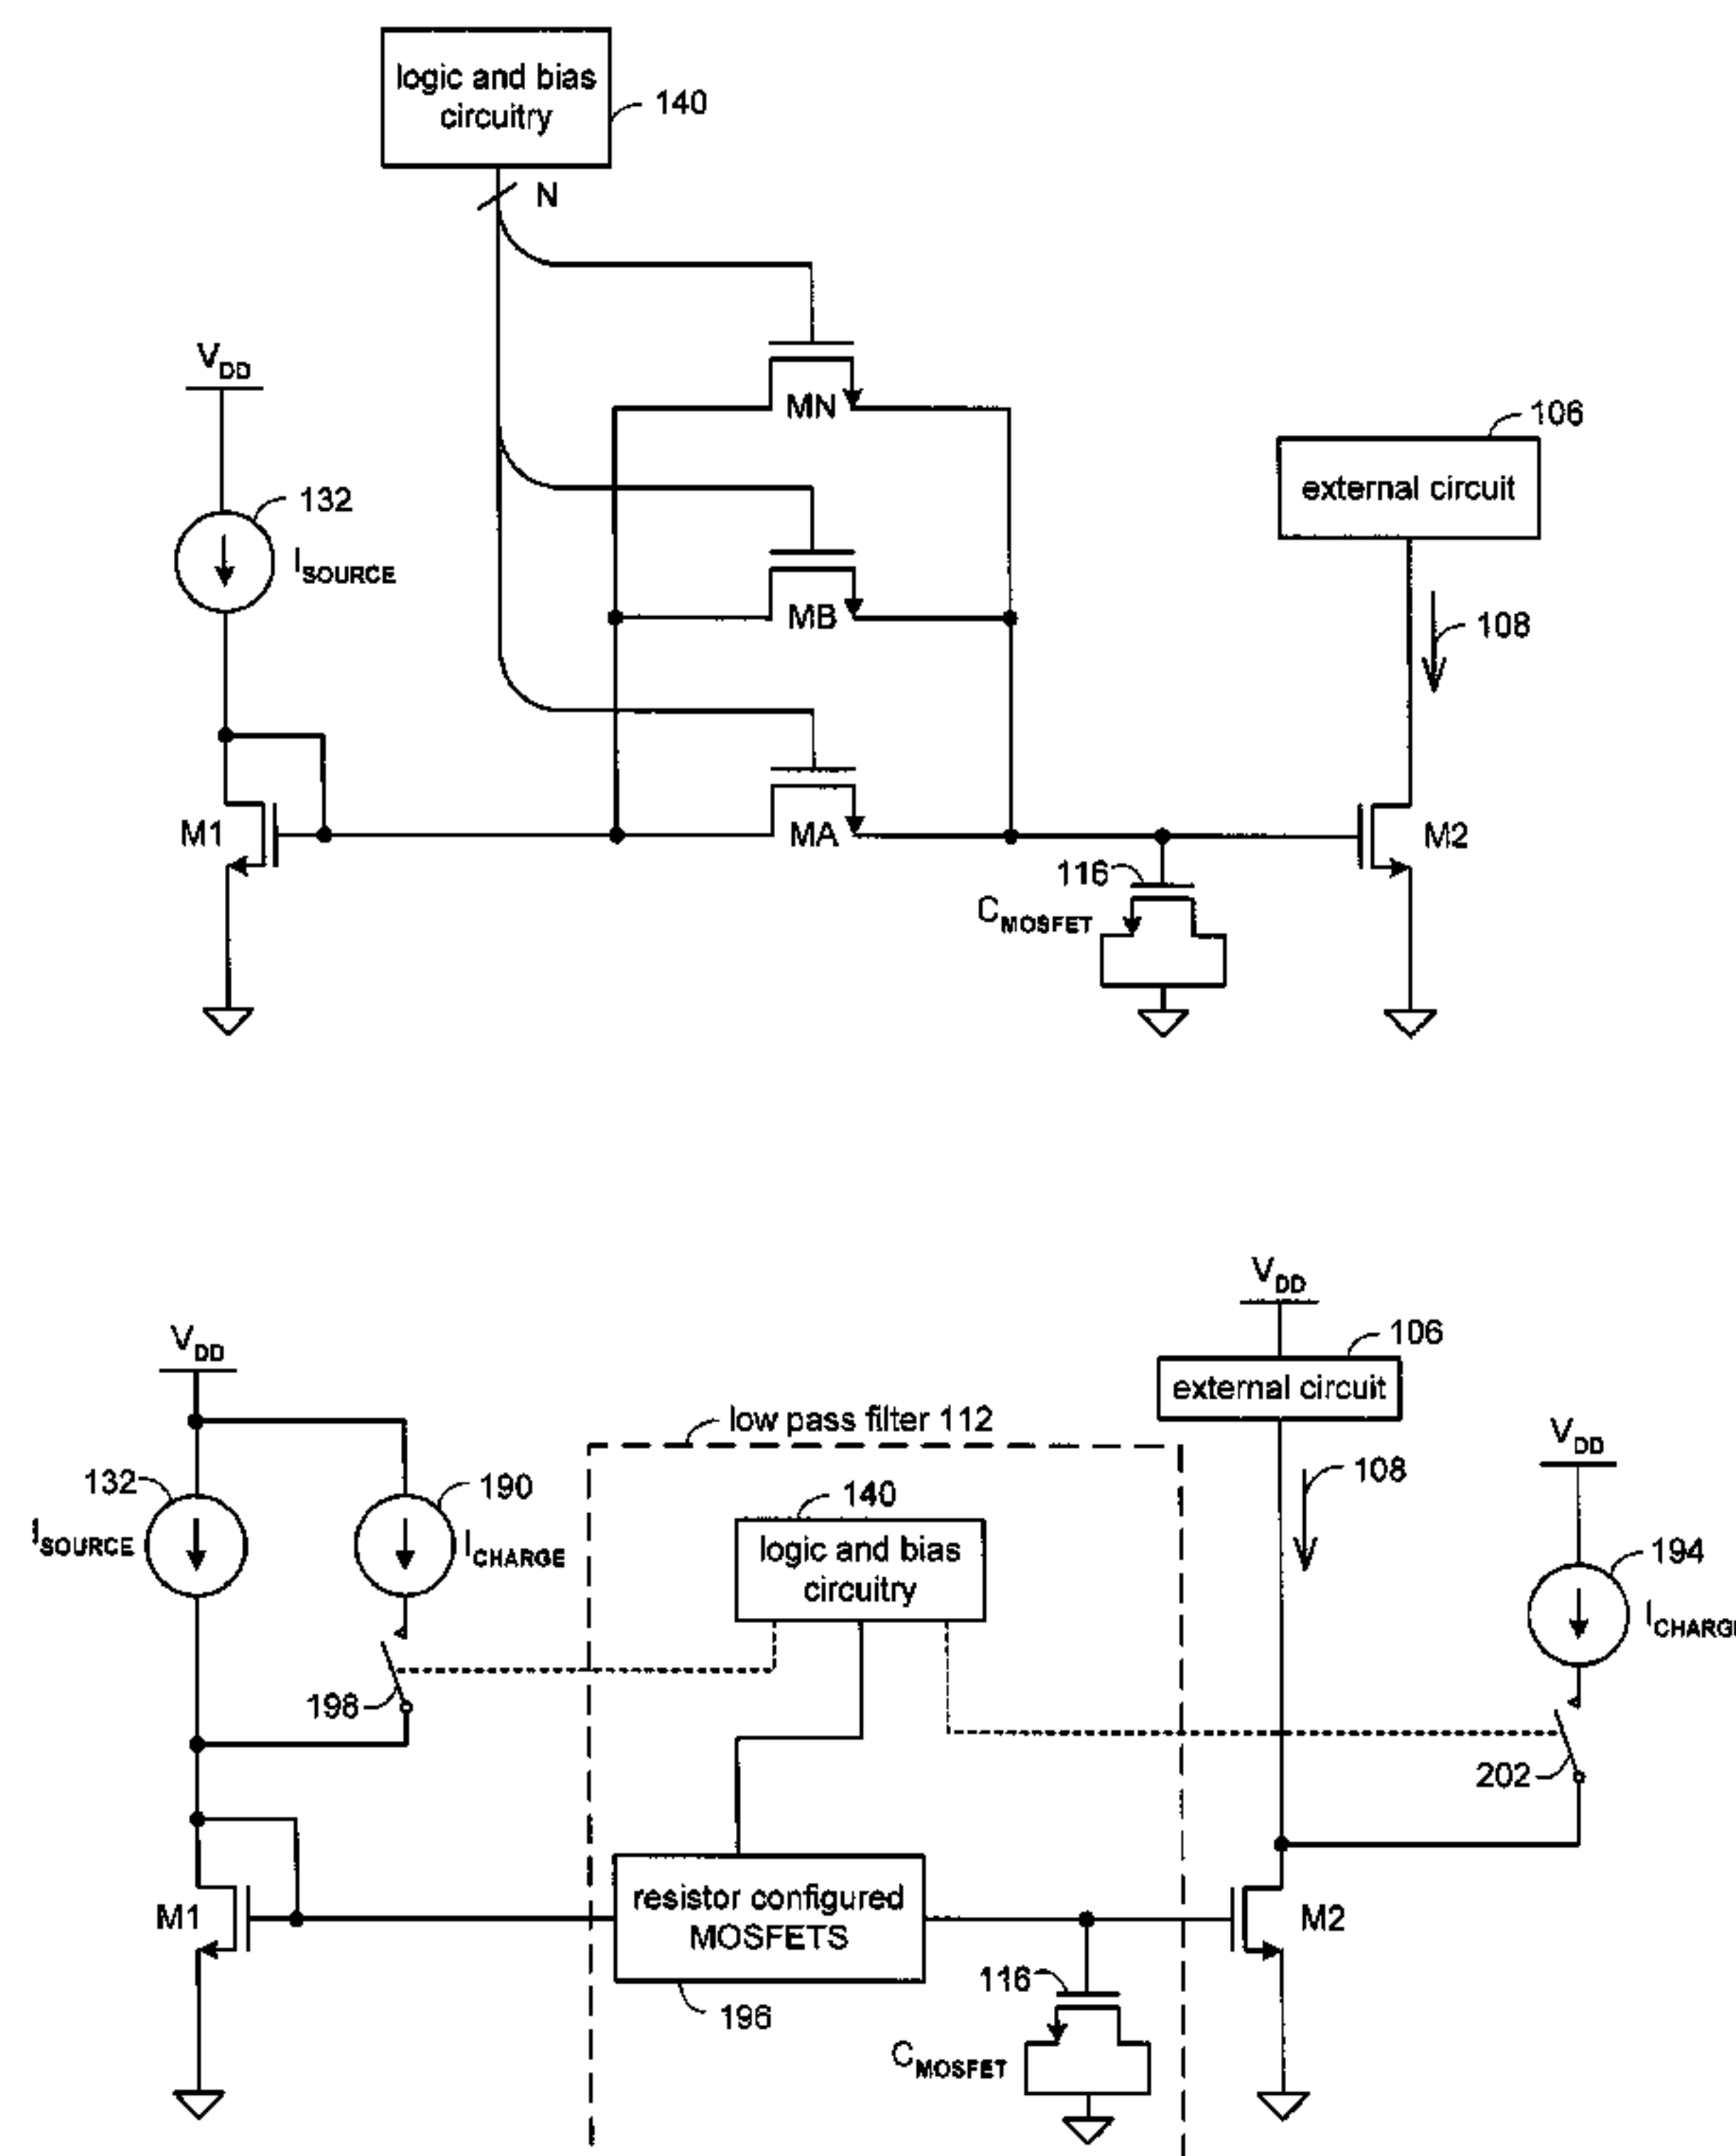 logic and bias
circuitry
140
N
VDD
MN
106
external circuit
132
ISOURCE
MB
108
M1
MA
M2
116
CMOSFET
VDD
106
external circuit
VDD
low pass filter 112
VDD
108
132
190
140
ISOURCE
ICHARGE
logic and bias
circuitry
194
ICHARGE
198
202
M1
resistor configured
MOSFETS
M2
116
196
CMOSFET